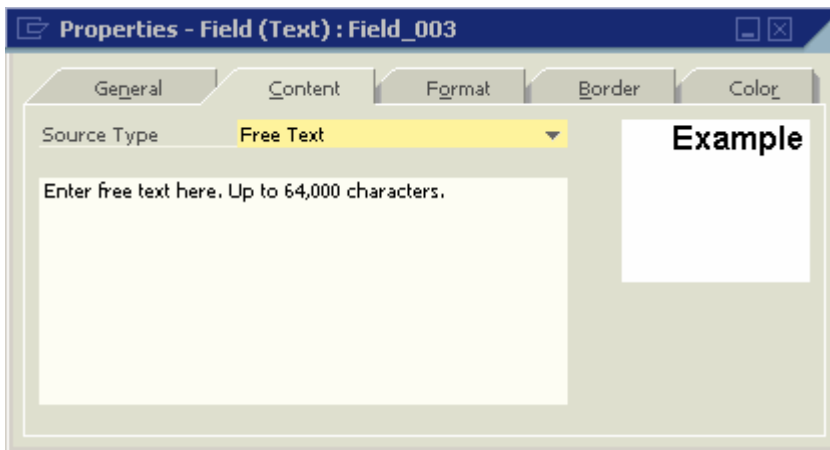 Properties - Field (Text) : Field_003
General Content Format Border Color
Source Type Free Text
Example
Enter free text here. Up to 64,000 characters.